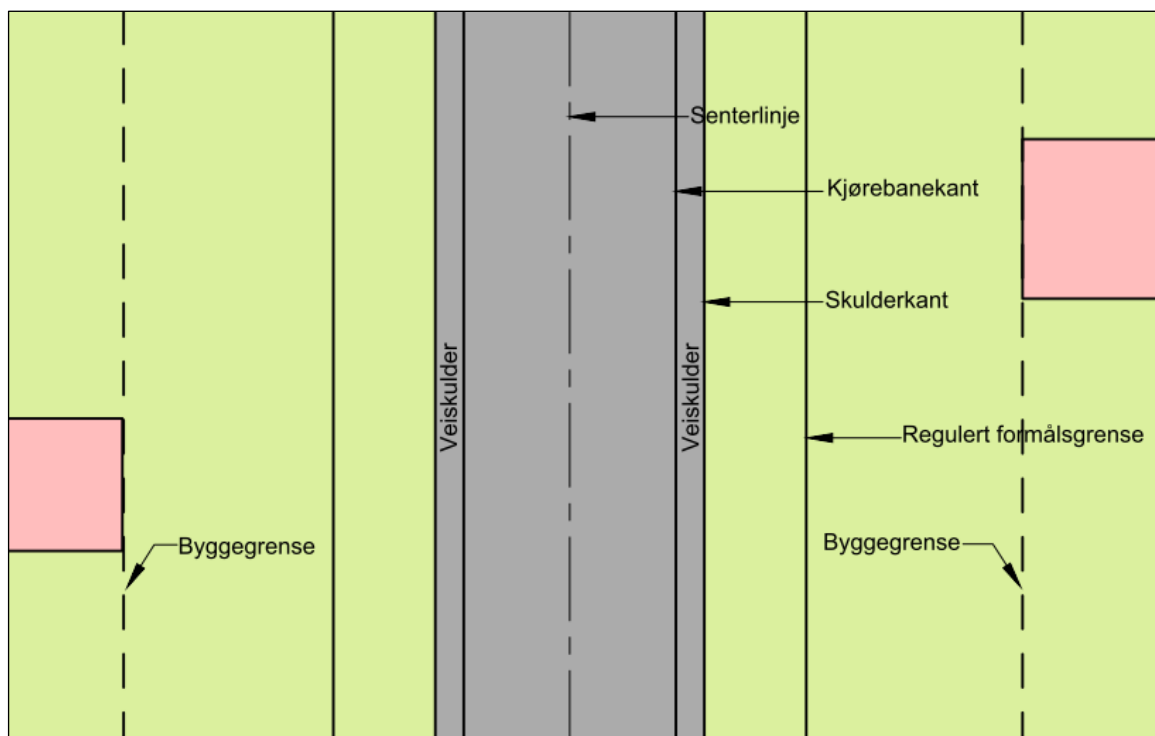 Senterlinje
Kjørebanekant
Skulderkant
Veiskulder
Veiskulder
Regulert formålsgrense
Byggegrense
Byggegrense